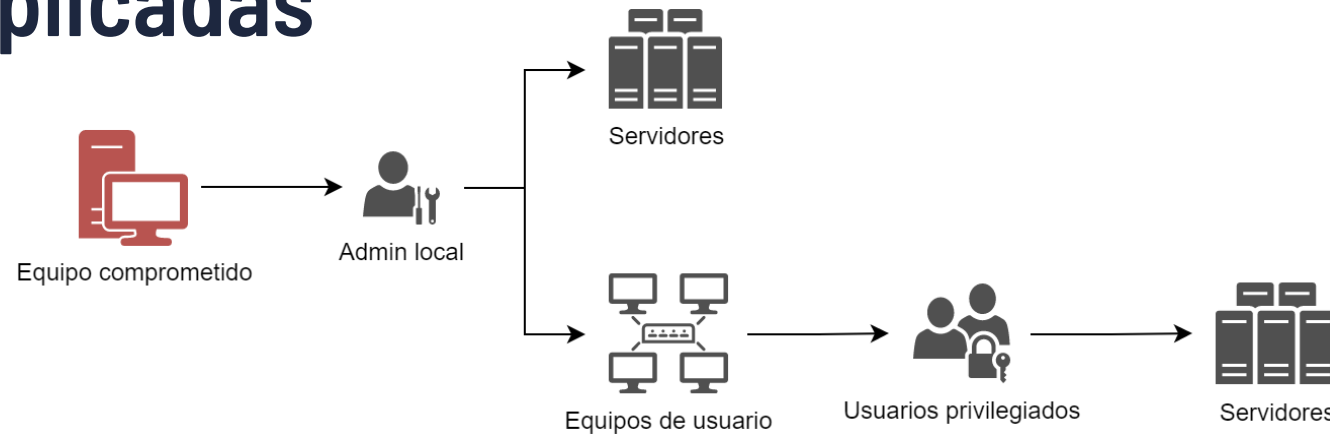 plicadas
Servidores
Equipo comprometido
Admin local
Equipos de usuario
Usuarios privilegiados
Servidores